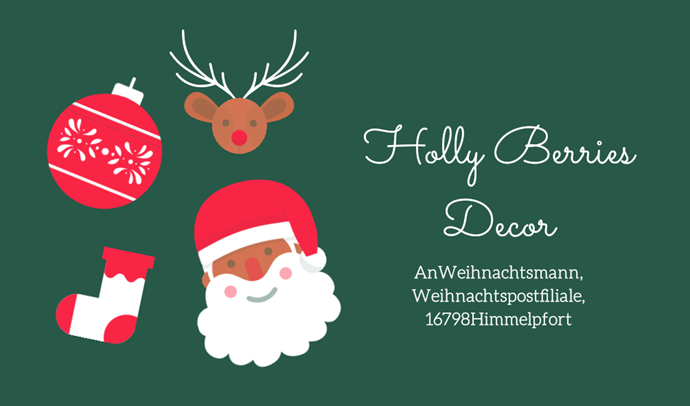 Holly Berries
Decor
AnWeihnachtsmann,
Weihnachtspostfiliale,
16798Himmelpfort